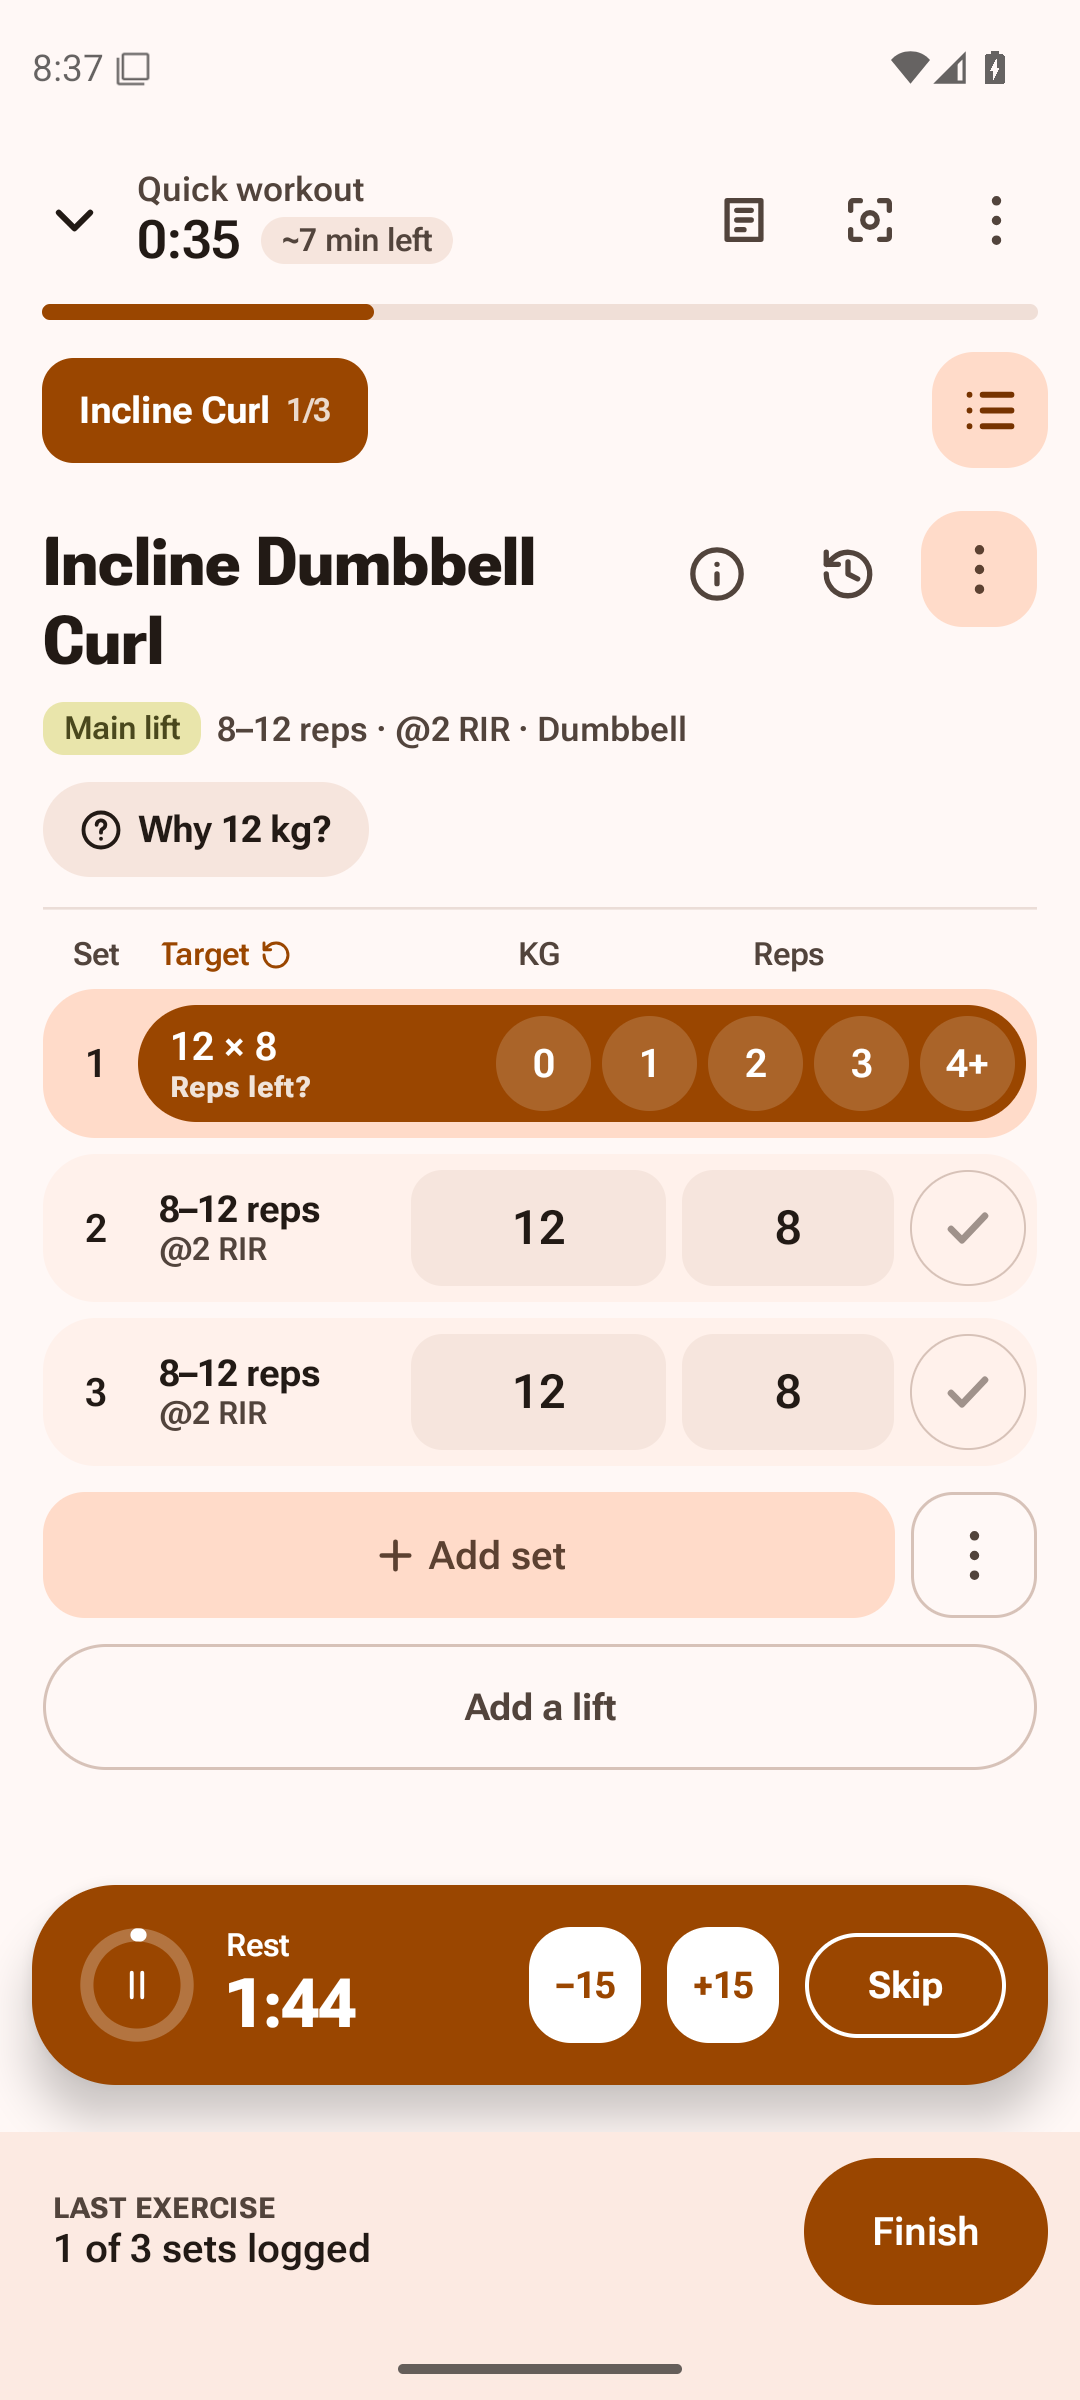 8:37
Quick workout
0:35 ~7 min left
Incline Curl 1/3
Incline Dumbbell
Curl
Main lift 8–12 reps · @2 RIR · Dumbbell
Why 12 kg?
Set Target KG Reps
1 12 × 8 0 1 2 3 4+
Reps left?
2 8–12 reps 12 8
@2 RIR
3 8–12 reps 12 8
@2 RIR
+ Add set
Add a lift
Rest
1:44 −15 +15 Skip
LAST EXERCISE
1 of 3 sets logged
Finish